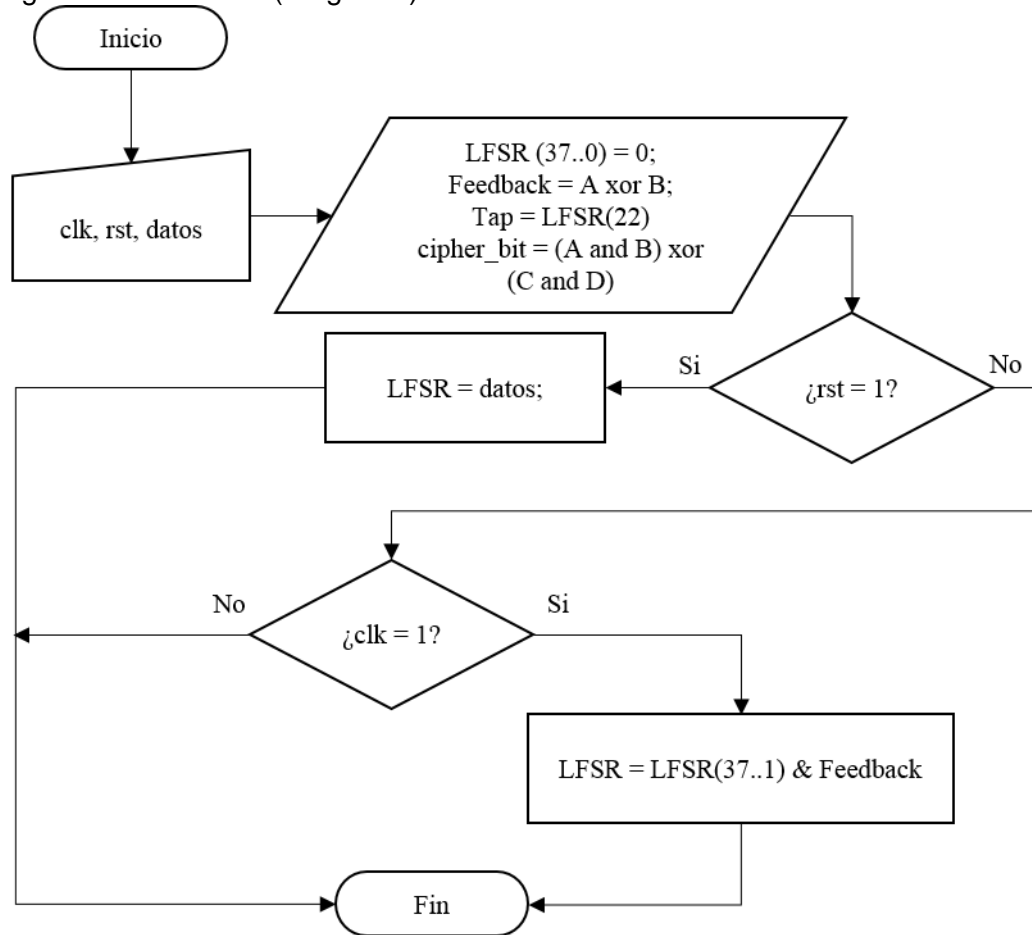 Inicio
clk, rst, datos
LFSR (37..0) = 0;
Feedback = A xor B;
Tap = LFSR(22)
cipher_bit = (A and B) xor
(C and D)
Si
¿rst = 1?
No
LFSR = datos;
No
¿clk = 1?
Si
LFSR = LFSR(37..1) & Feedback
Fin